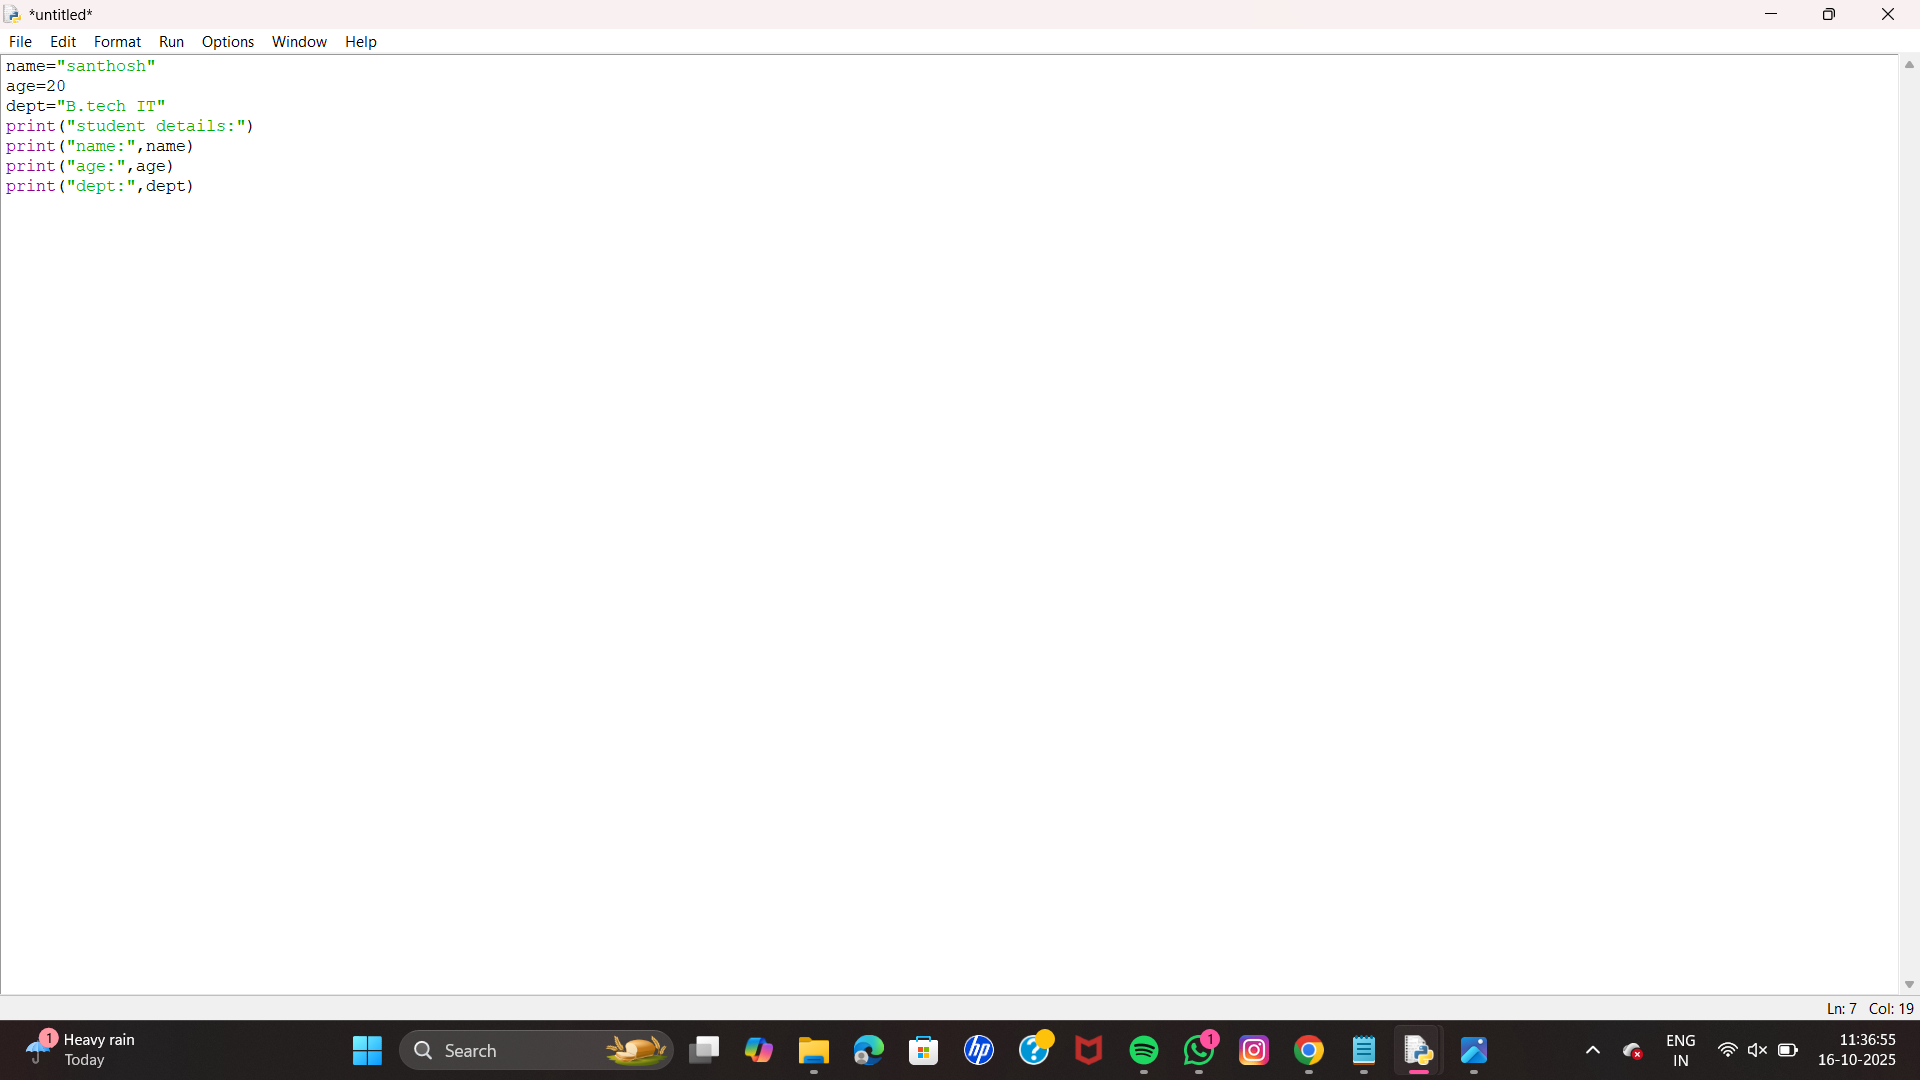 *untitled*
File Edit Format Run Options Window Help
name="santhosh"
age=20
dept="B.tech IT"
print("student details:")
print("name:",name)
print("age:",age)
print("dept:",dept)
Ln: 7 Col: 19
1
Heavy rain
Today
Search
hp
?
1
ENG
IN
11:36:55
16-10-2025